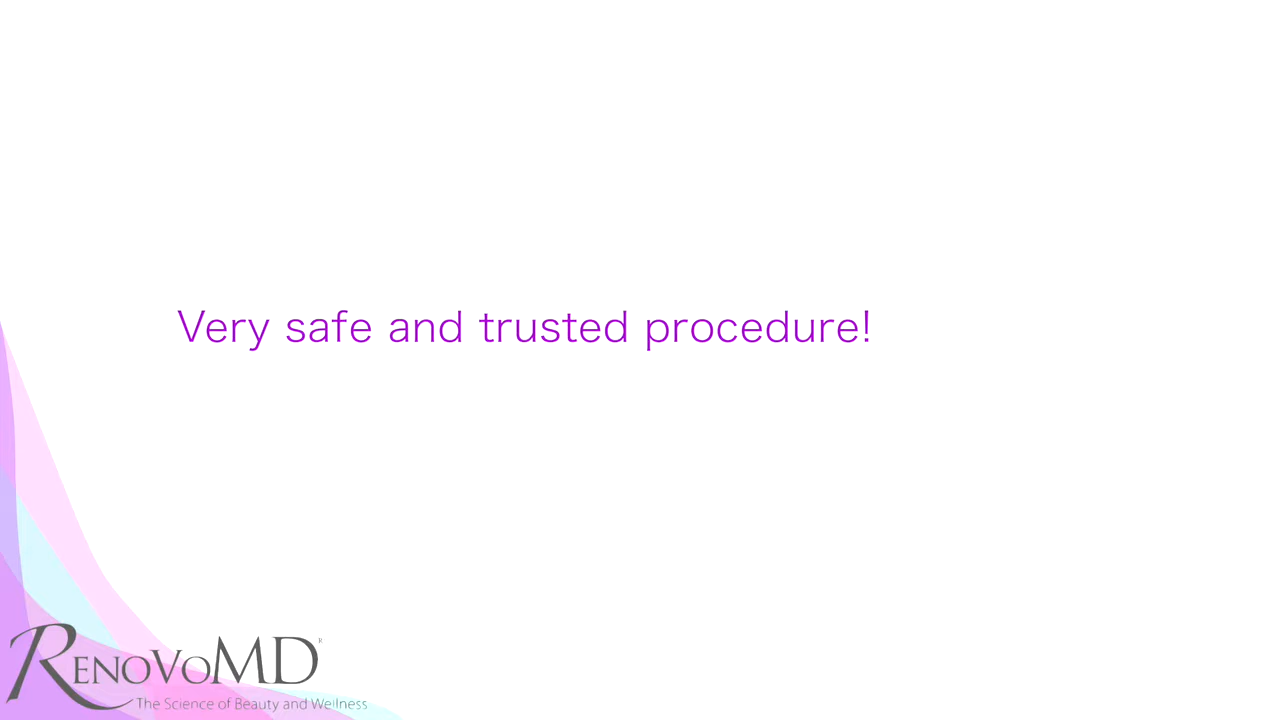 Very safe and trusted procedure!
RENOVOMD®
The Science of Beauty and Wellness